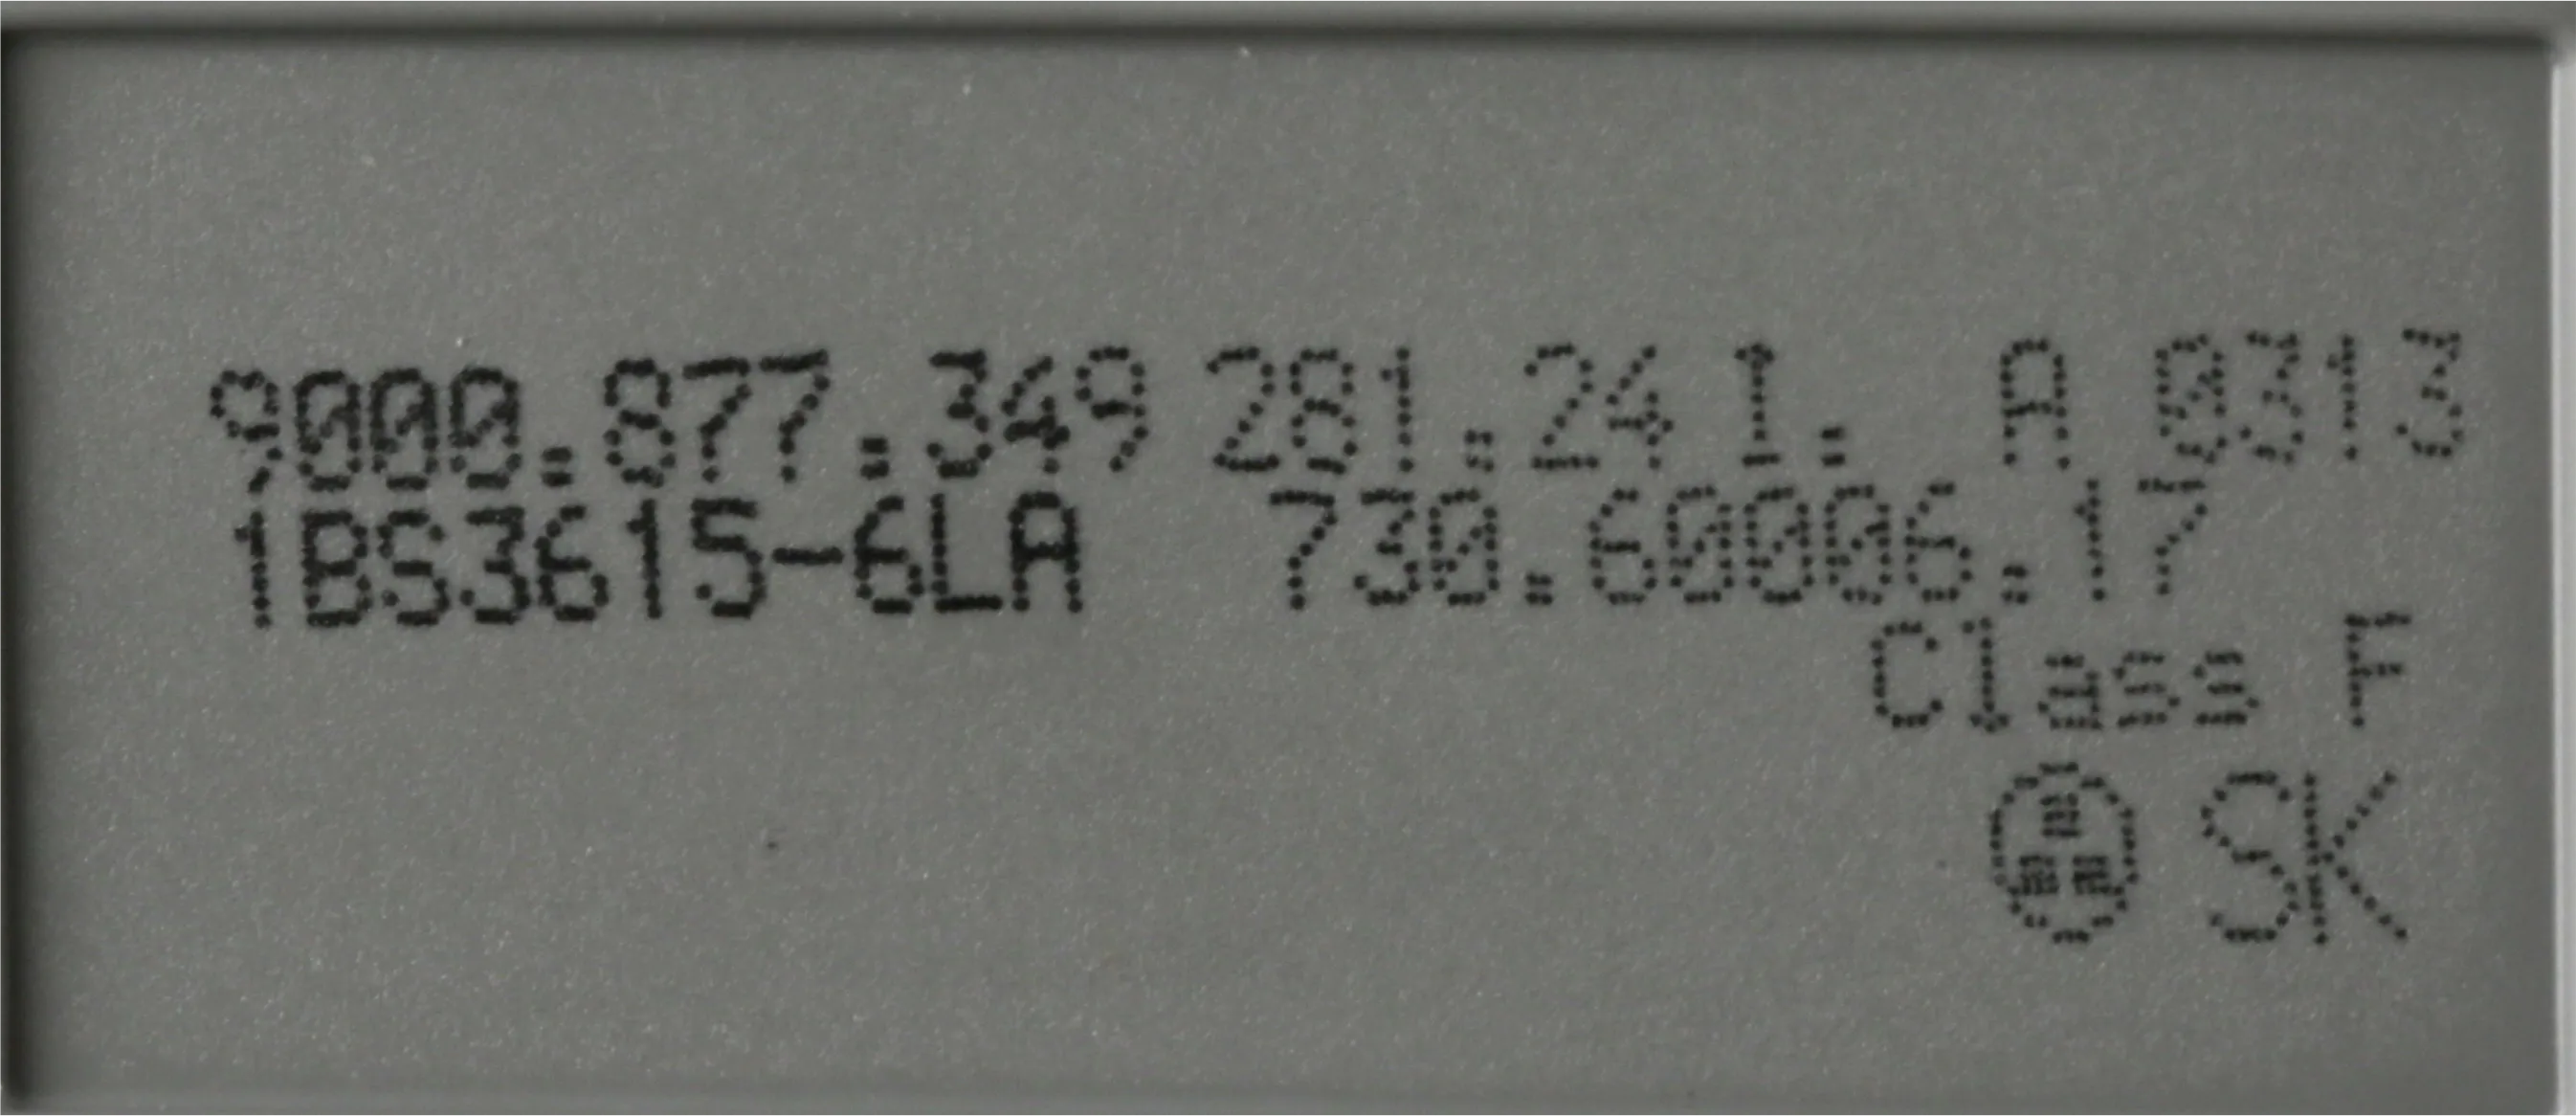 9000.877.349 281.24 I. A 0313
1BS3615-6LA 730.60006.17
Class F
SK